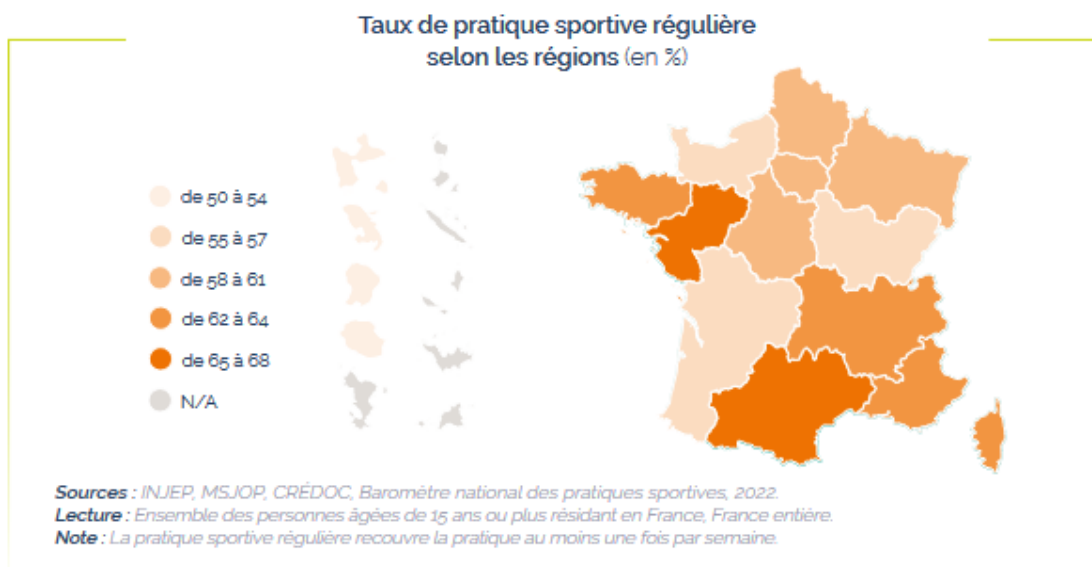 Taux de pratique sportive régulière
selon les régions (en %)
de 50 à 54
de 55 à 57
de 58 à 61
de 62 à 64
de 65 à 68
N/A
Sources : INJEP, MSJOP, CRÉDOC, Baromètre national des pratiques sportives, 2022.
Lecture : Ensemble des personnes âgées de 15 ans ou plus résidant en France, France entière.
Note : La pratique sportive régulière recouvre la pratique au moins une fois par semaine.